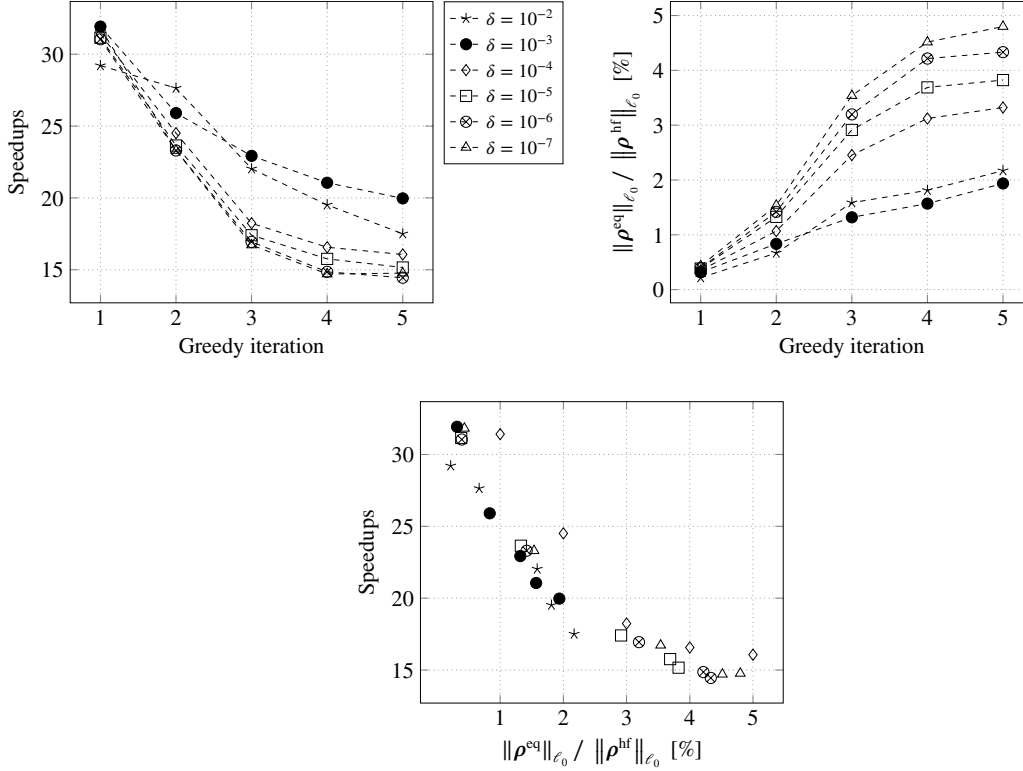 30
25
20
15
Speedups
1 2 3 4 5
Greedy iteration
δ = 10⁻²
δ = 10⁻³
δ = 10⁻⁴
δ = 10⁻⁵
δ = 10⁻⁶
δ = 10⁻⁷
5
4
3
2
1
0
‖ρ^eq‖_ℓ₀ / ‖ρ^hf‖_ℓ₀ [%]
1 2 3 4 5
Greedy iteration
30
25
20
15
Speedups
1 2 3 4 5
‖ρ^eq‖_ℓ₀ / ‖ρ^hf‖_ℓ₀ [%]